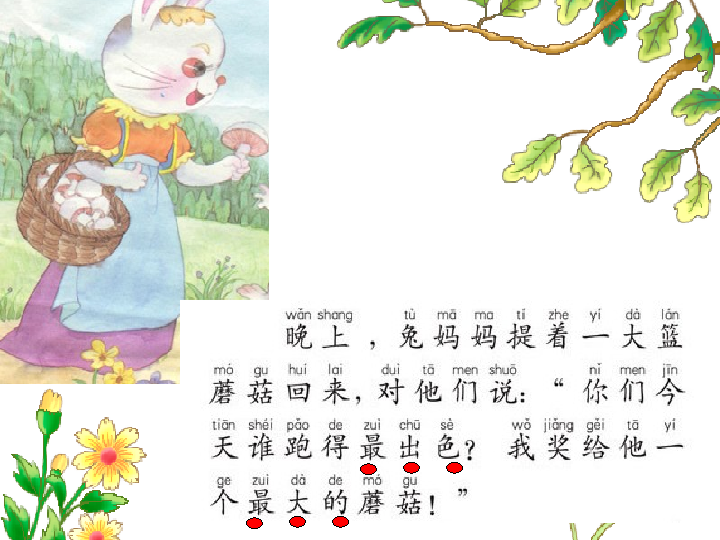 wǎn shang tù mā ma tí zhe yí dà lán
晚上，兔妈妈提着一大篮
mó gu huí lai duì tā men shuō nǐ men jīn
蘑菇回来，对他们说：“你们今
tiān shéi pǎo de zuì chū sè wǒ jiǎng gěi tā yí
天谁跑得最出色？我奖给他一
ge zuì dà de mó gu
个最大的蘑菇！”